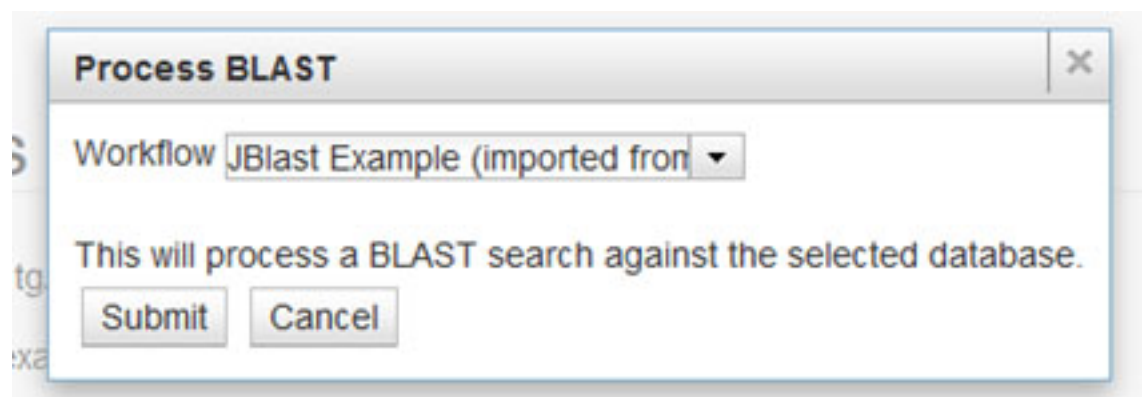 Process BLAST
Workflow JBlast Example (imported from
This will process a BLAST search against the selected database.
Submit Cancel